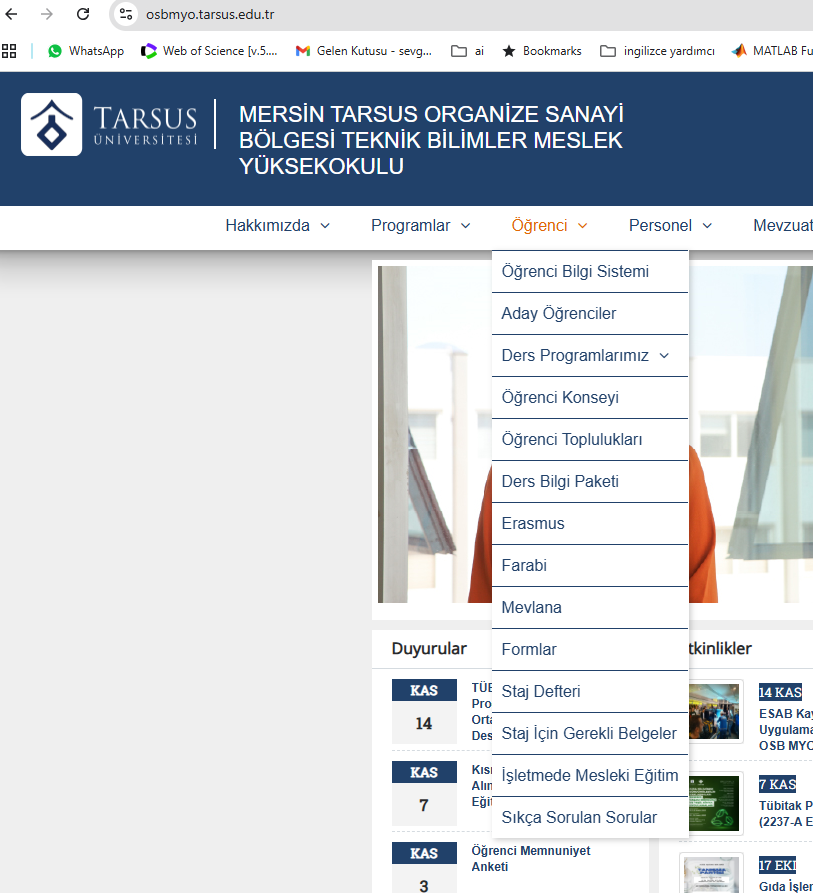 osbmyo.tarsus.edu.tr
WhatsApp
Web of Science [v.5....
Gelen Kutusu - sevg...
ai
Bookmarks
ingilizce yardımcı
MATLAB Fu
TARSUS
ÜNİVERSİTESİ
MERSİN TARSUS ORGANİZE SANAYİ
BÖLGESİ TEKNİK BİLİMLER MESLEK
YÜKSEKOKULU
Hakkımızda
Programlar
Öğrenci
Personel
Mevzuat
Öğrenci Bilgi Sistemi
Aday Öğrenciler
Ders Programlarımız
Öğrenci Konseyi
Öğrenci Toplulukları
Ders Bilgi Paketi
Erasmus
Farabi
Mevlana
Formlar
Staj Defteri
Staj İçin Gerekli Belgeler
İşletmede Mesleki Eğitim
Sıkça Sorulan Sorular
Duyurular
KAS
14
TÜB
Pro
Orta
Des
KAS
7
Kısı
Alın
Eğit
KAS
3
Öğrenci Memnuniyet
Anketi
tkinlikler
14 KAS
ESAB Kay
Uygulama
OSB MYO
7 KAS
Tübitak P
(2237-A E
17 EKİ
Gıda İşler